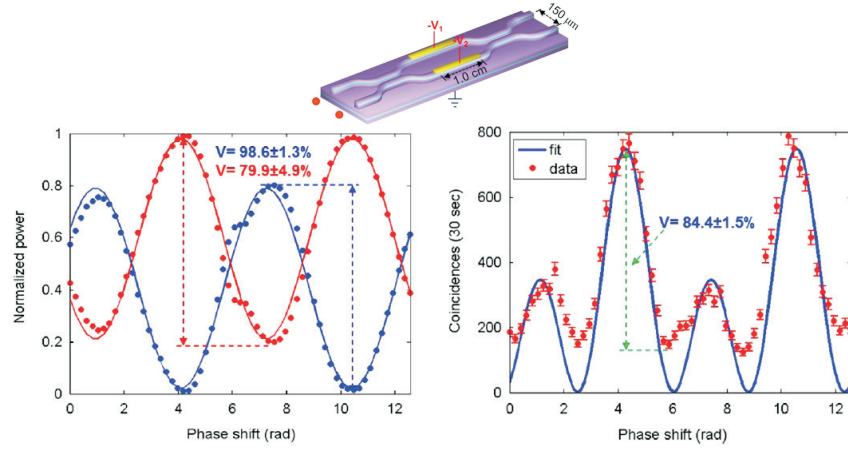 -V₁
-V₂
150 μm
1.0 cm
V= 98.6±1.3%
V= 79.9±4.9%
Normalized power
1
0.8
0.6
0.4
0.2
0
0 2 4 6 8 10 12
Phase shift (rad)
fit
data
V= 84.4±1.5%
Coincidences (30 sec)
800
600
400
200
0
0 2 4 6 8 10 12
Phase shift (rad)